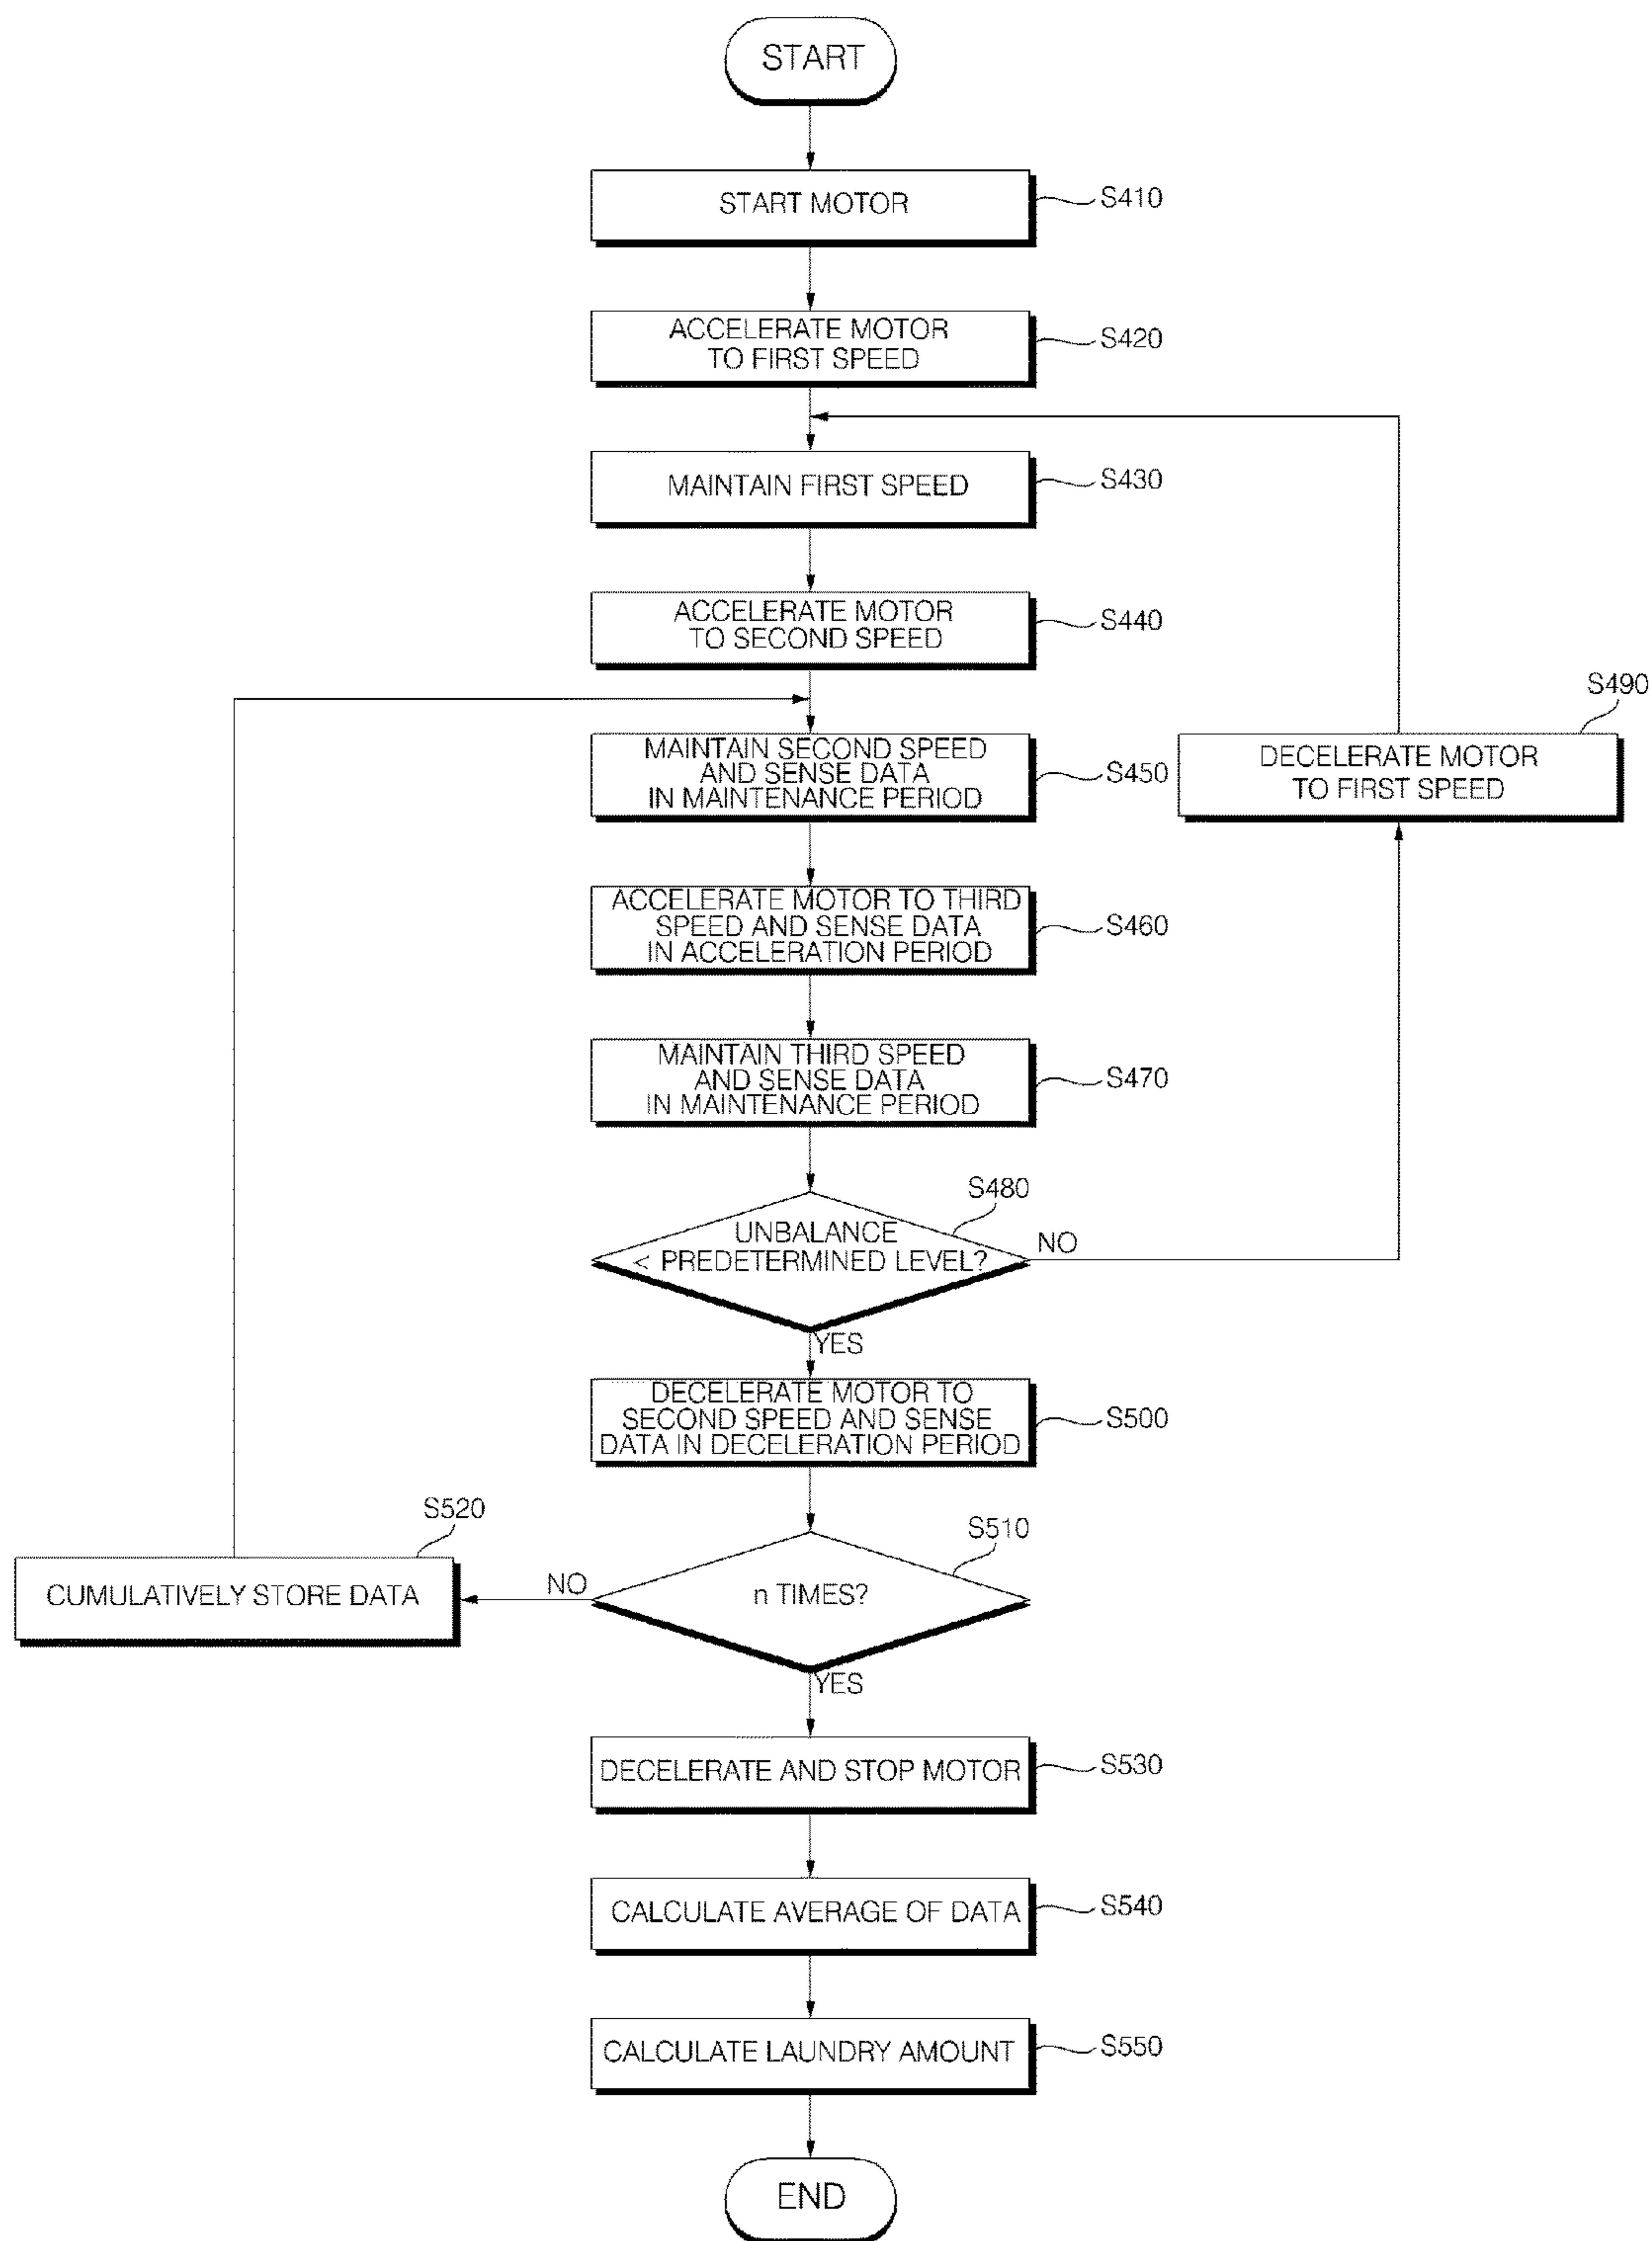 START
START MOTOR
S410
ACCELERATE MOTOR
TO FIRST SPEED
S420
MAINTAIN FIRST SPEED
S430
ACCELERATE MOTOR
TO SECOND SPEED
S440
MAINTAIN SECOND SPEED
AND SENSE DATA
IN MAINTENANCE PERIOD
S450
S490
DECELERATE MOTOR
TO FIRST SPEED
ACCELERATE MOTOR TO THIRD
SPEED AND SENSE DATA
IN ACCELERATION PERIOD
S460
MAINTAIN THIRD SPEED
AND SENSE DATA
IN MAINTENANCE PERIOD
S470
S480
UNBALANCE
< PREDETERMINED LEVEL?
NO
YES
DECELERATE MOTOR TO
SECOND SPEED AND SENSE
DATA IN DECELERATION PERIOD
S500
S510
n TIMES?
NO
S520
CUMULATIVELY STORE DATA
YES
DECELERATE AND STOP MOTOR
S530
CALCULATE AVERAGE OF DATA
S540
CALCULATE LAUNDRY AMOUNT
S550
END